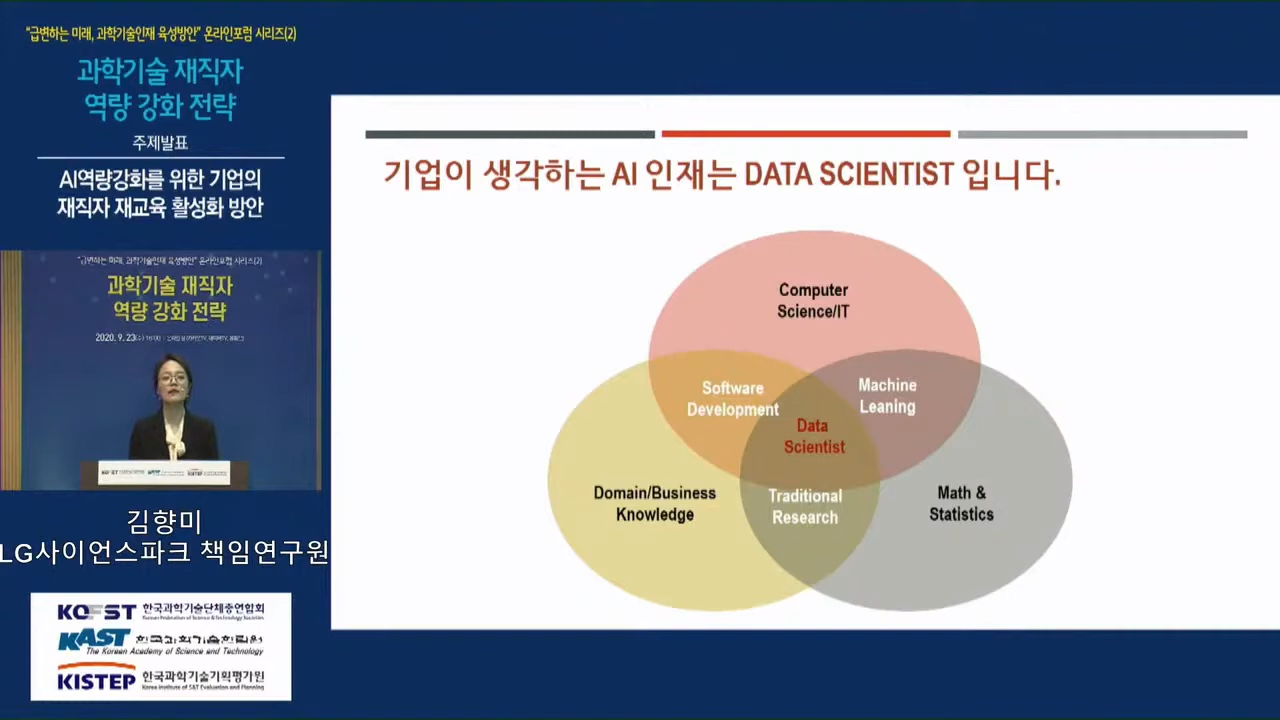 "급변하는 미래, 과학기술인재 육성방안" 온라인포럼 시리즈(2)
과학기술 재직자
역량 강화 전략
주제발표
AI역량강화를 위한 기업의
재직자 재교육 활성화 방안
"급변하는 미래, 과학기술인재 육성방안" 온라인포럼 시리즈(2)
과학기술 재직자
역량 강화 전략
2020. 9. 23(수)
KOFST
KAST
KISTEP
김향미
LG사이언스파크 책임연구원
KOFST 한국과학기술단체총연합회
Korean Federation of Science & Technology Societies
KAST 한국과학기술한림원
The Korean Academy of Science and Technology
KISTEP 한국과학기술기획평가원
Korea Institute of S&T Evaluation and Planning
기업이 생각하는 AI 인재는 DATA SCIENTIST 입니다.
Computer
Science/IT
Software
Development
Machine
Leaning
Data
Scientist
Domain/Business
Knowledge
Traditional
Research
Math &
Statistics